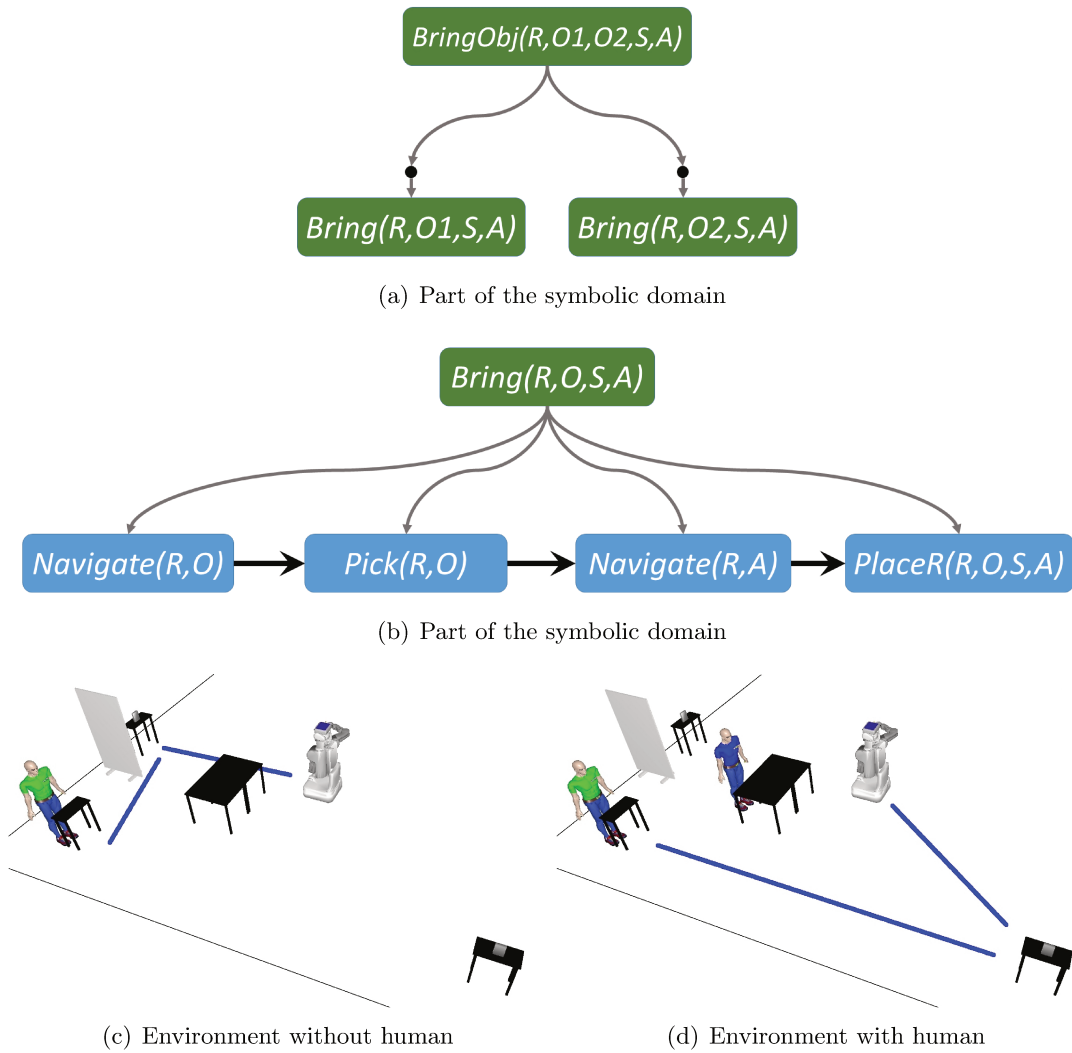 BringObj(R,O1,O2,S,A)
Bring(R,O1,S,A) Bring(R,O2,S,A)
(a) Part of the symbolic domain
Bring(R,O,S,A)
Navigate(R,O) Pick(R,O) Navigate(R,A) PlaceR(R,O,S,A)
(b) Part of the symbolic domain
(c) Environment without human (d) Environment with human